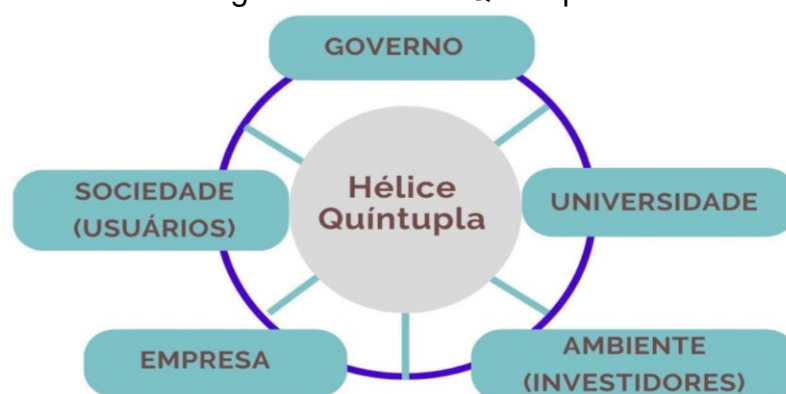 GOVERNO
Hélice
Quíntupla
SOCIEDADE
(USUÁRIOS)
UNIVERSIDADE
EMPRESA
AMBIENTE
(INVESTIDORES)